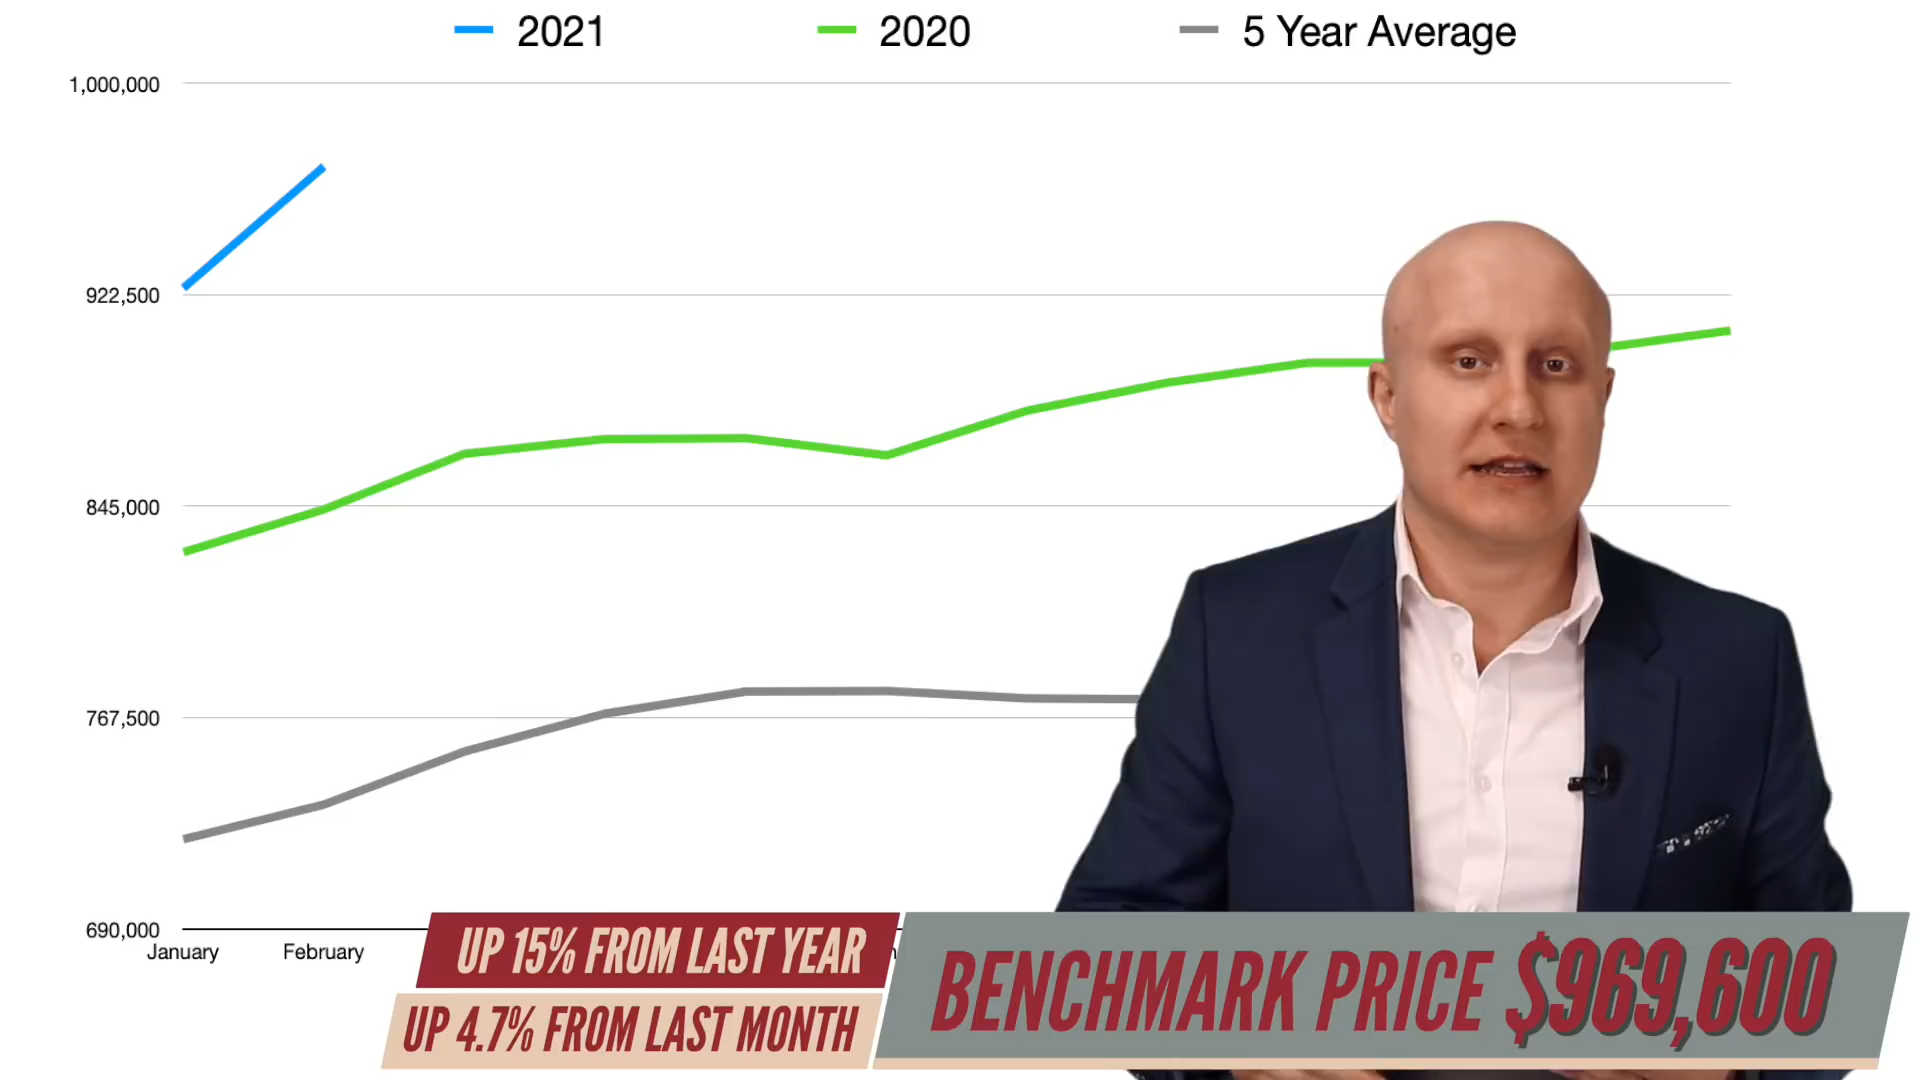 2021
2020
5 Year Average
1,000,000
922,500
845,000
767,500
690,000
January
February
UP 15% FROM LAST YEAR
UP 4.7% FROM LAST MONTH
BENCHMARK PRICE $969,600